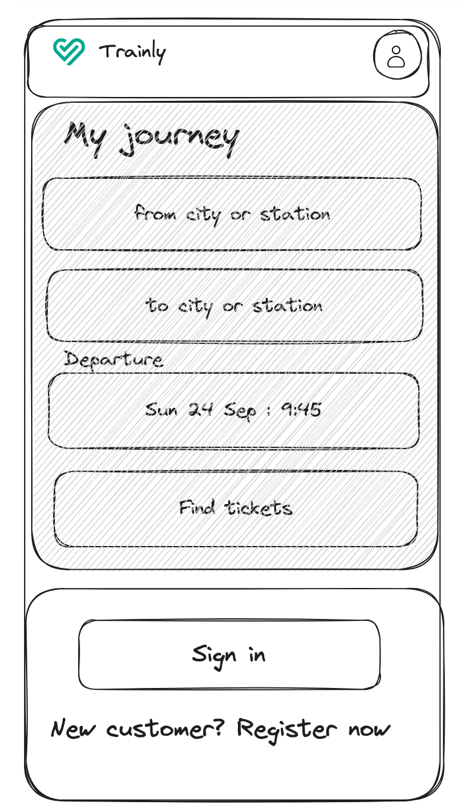 Trainly
My journey
from city or station
to city or station
Departure
Sun 24 Sep : 9:45
Find tickets
Sign in
New customer? Register now